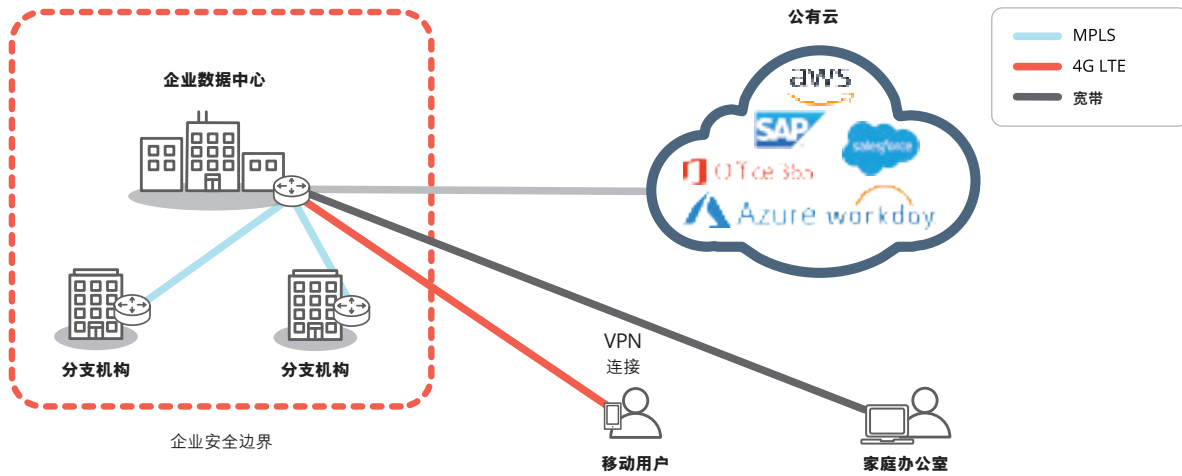 公有云
MPLS
4G LTE
宽带
企业数据中心
aws
SAP
salesforce
Office 365
Azure
workday
VPN
连接
分支机构
分支机构
企业安全边界
移动用户
家庭办公室